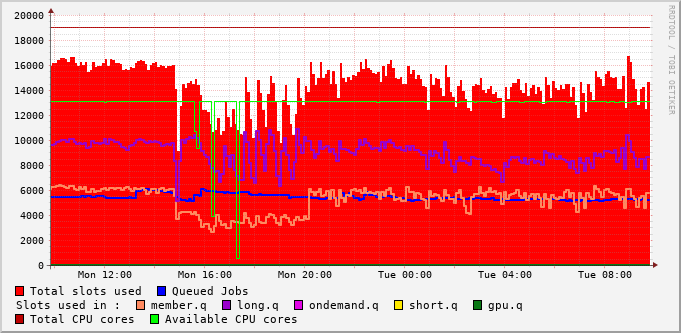 20000
18000
16000
14000
12000
10000
8000
6000
4000
2000
0
Mon 12:00 Mon 16:00 Mon 20:00 Tue 00:00 Tue 04:00 Tue 08:00
Total slots used Queued Jobs
Slots used in : member.q long.q ondemand.q short.q gpu.q
Total CPU cores Available CPU cores
RRDTOOL / TOBI OETIKER